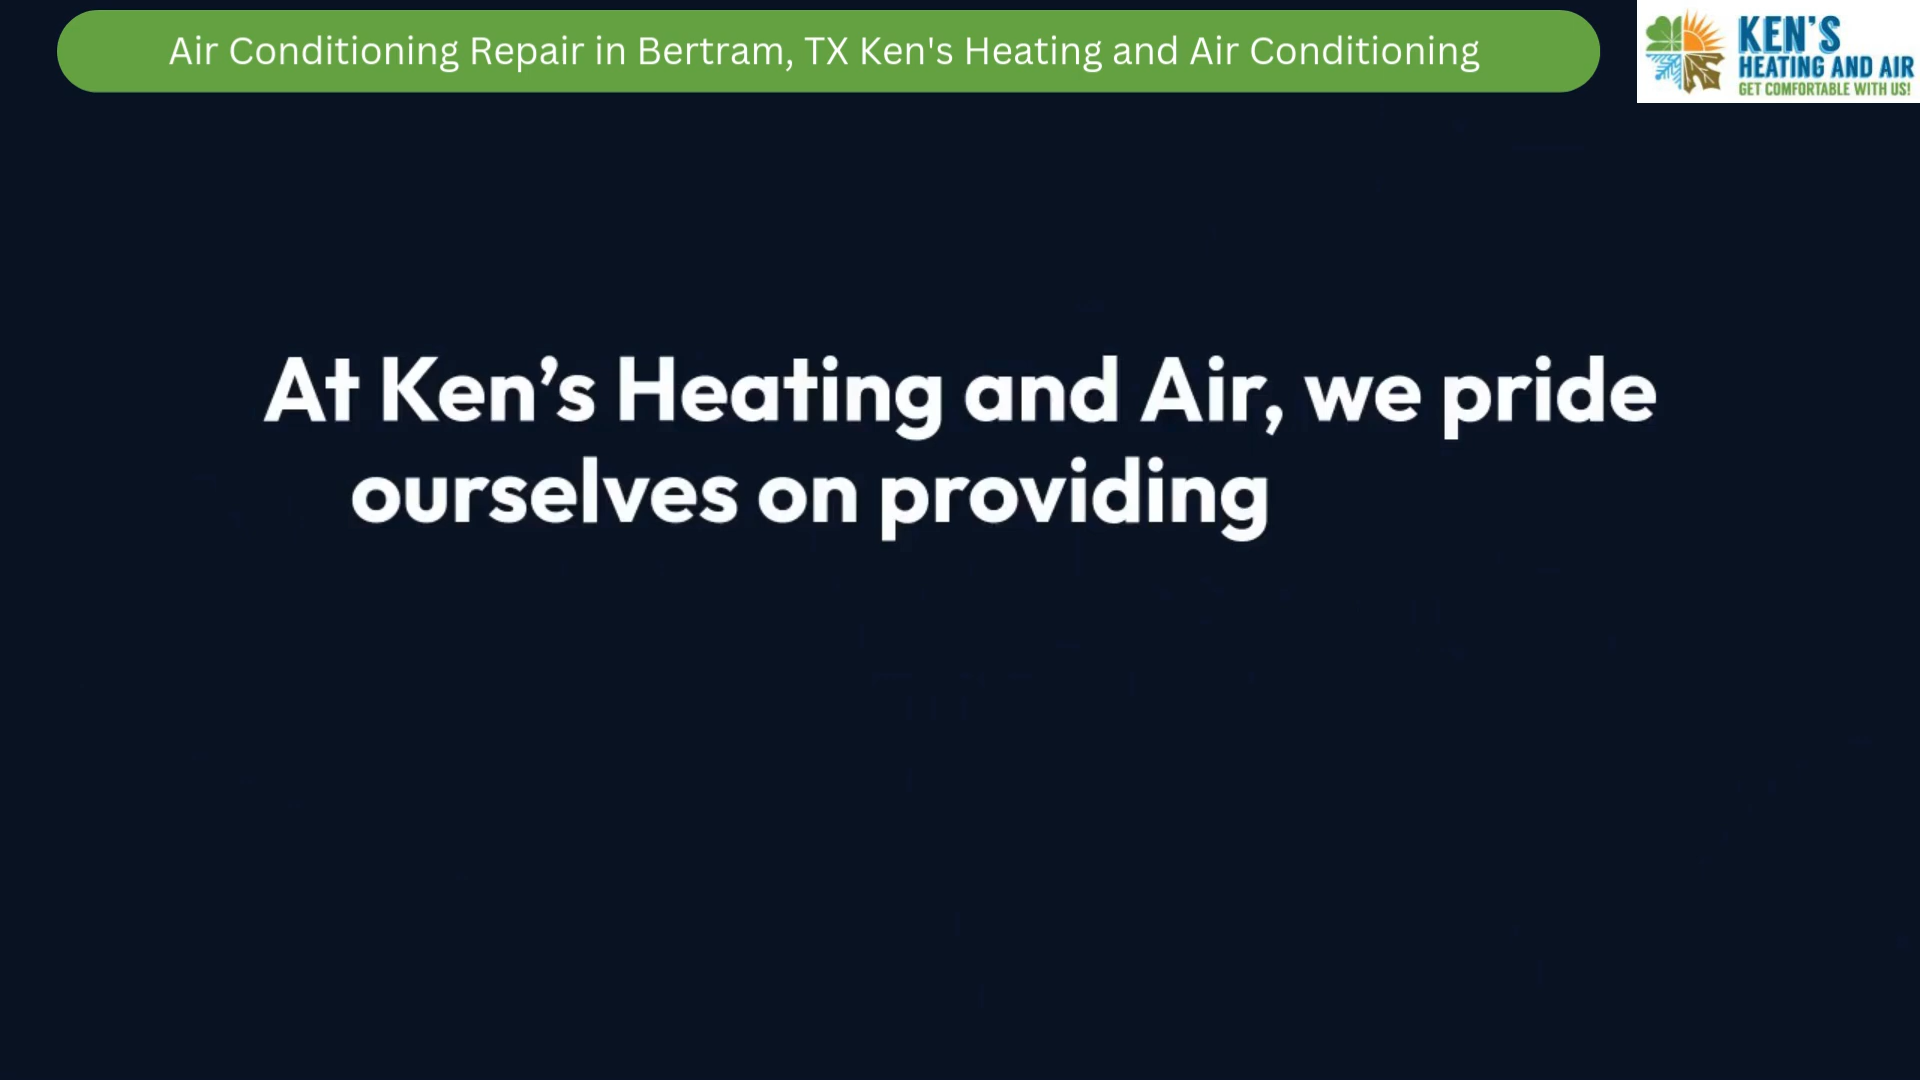 Air Conditioning Repair in Bertram, TX Ken's Heating and Air Conditioning
KEN'S
HEATING AND AIR
GET COMFORTABLE WITH US!
At Ken’s Heating and Air, we pride
ourselves on providing